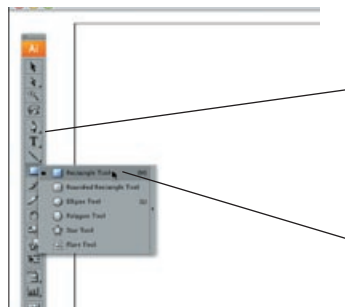 Ai
T
Rectangle Tool (M)
Rounded Rectangle Tool
Ellipse Tool (L)
Polygon Tool
Star Tool
Flare Tool